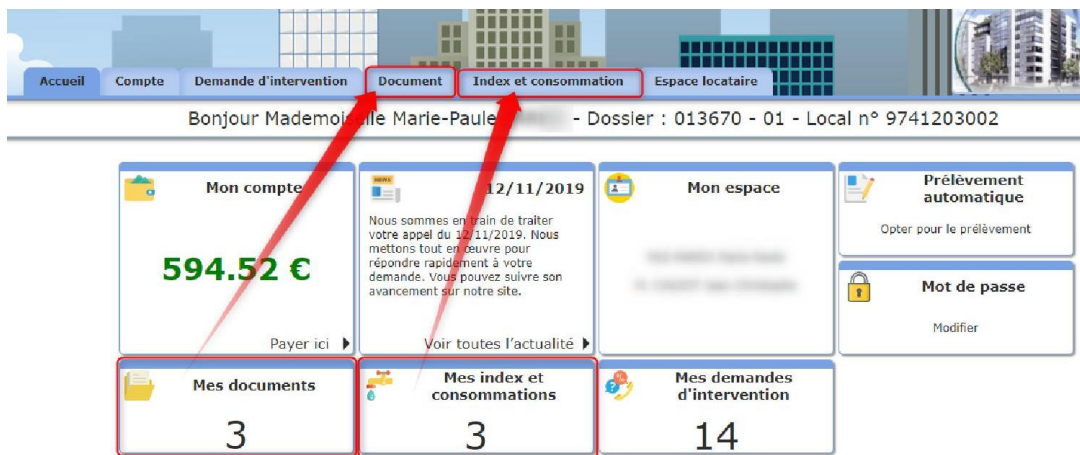 Accueil Compte Demande d'intervention Document Index et consommation Espace locataire
Bonjour Mademoiselle Marie-Paule - Dossier : 013670 - 01 - Local n° 9741203002
Mon compte
594.52 €
Payer ici
NEWS
12/11/2019
Nous sommes en train de traiter
votre appel du 12/11/2019. Nous
mettons tout en œuvre pour
répondre rapidement à votre
demande. Vous pouvez suivre son
avancement sur notre site.
Voir toutes l'actualité
Mon espace
Prélèvement
automatique
Opter pour le prélèvement
Mot de passe
Modifier
Mes documents
3
Mes index et
consommations
3
Mes demandes
d'intervention
14